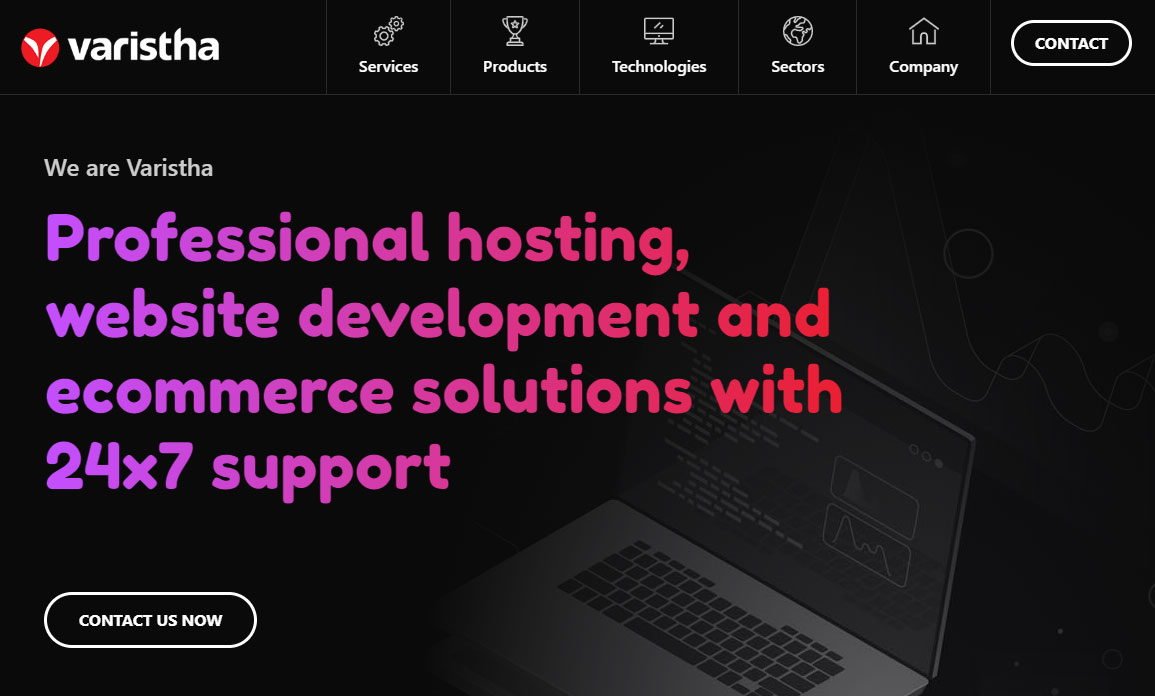 varistha
Services
Products
Technologies
Sectors
Company
CONTACT
We are Varistha
Professional hosting,
website development and
ecommerce solutions with
24x7 support
CONTACT US NOW